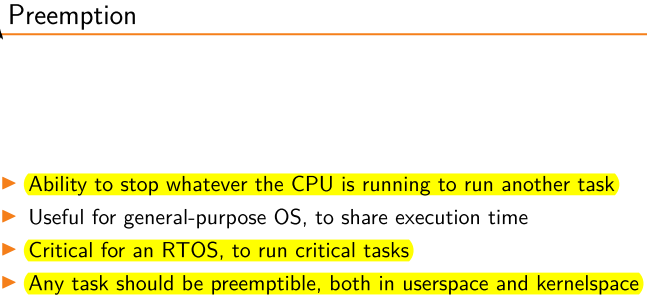 Preemption
Ability to stop whatever the CPU is running to run another task
Useful for general-purpose OS, to share execution time
Critical for an RTOS, to run critical tasks
Any task should be preemptible, both in userspace and kernelspace